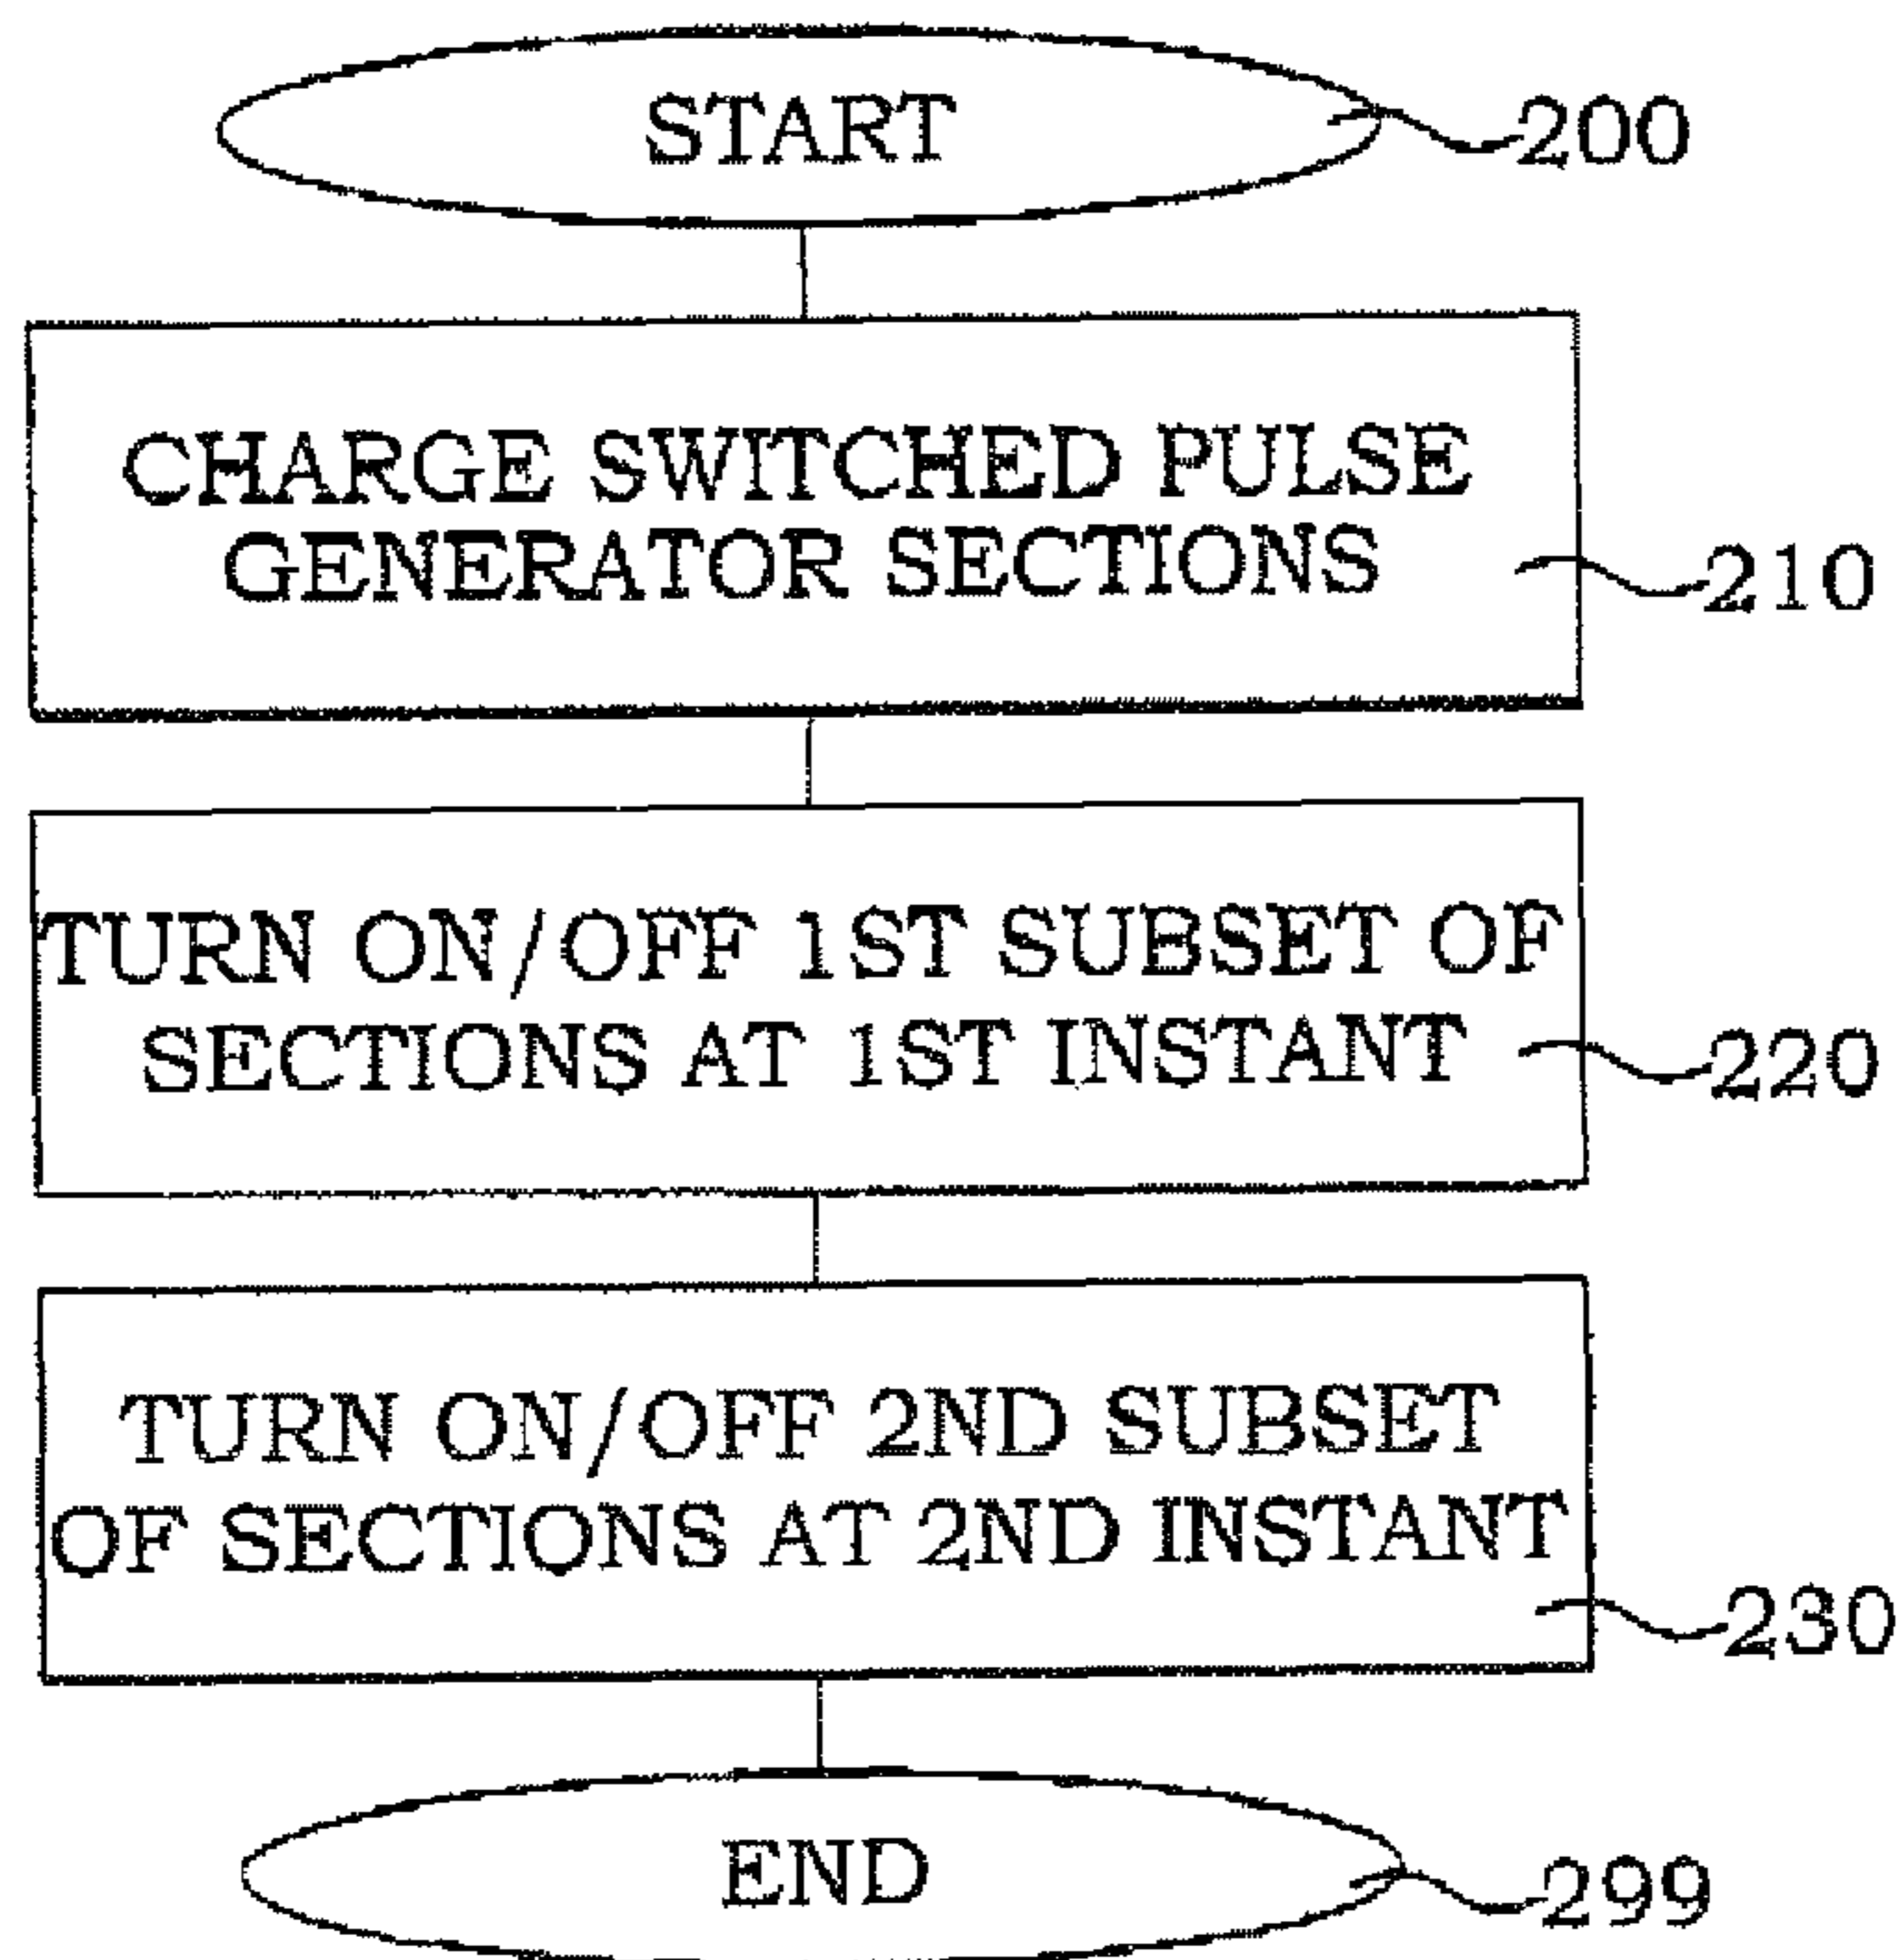 START
200
CHARGE SWITCHED PULSE
GENERATOR SECTIONS
210
TURN ON/OFF 1ST SUBSET OF
SECTIONS AT 1ST INSTANT
220
TURN ON/OFF 2ND SUBSET
OF SECTIONS AT 2ND INSTANT
230
END
299